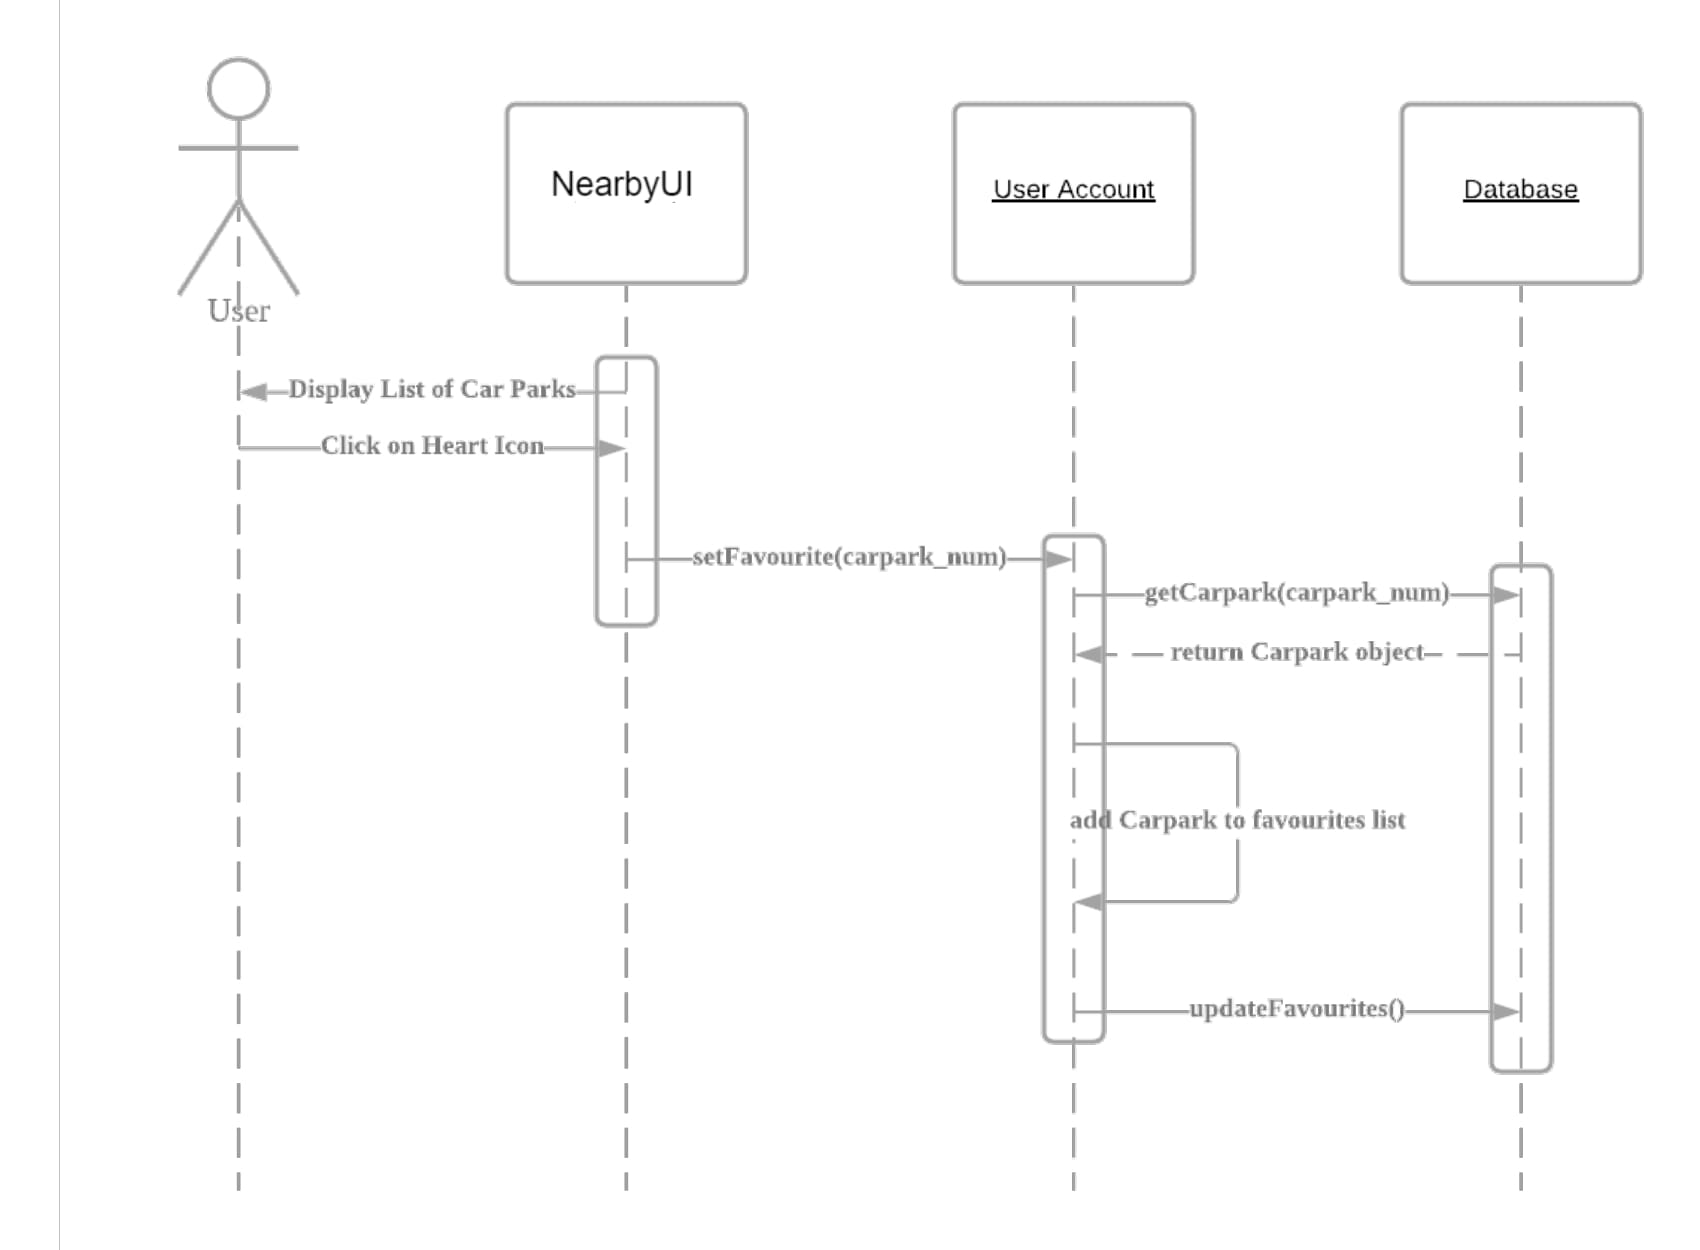 NearbyUI
User Account
Database
User
Display List of Car Parks
Click on Heart Icon
setFavourite(carpark_num)
getCarpark(carpark_num)
return Carpark object
add Carpark to favourites list
updateFavourites()